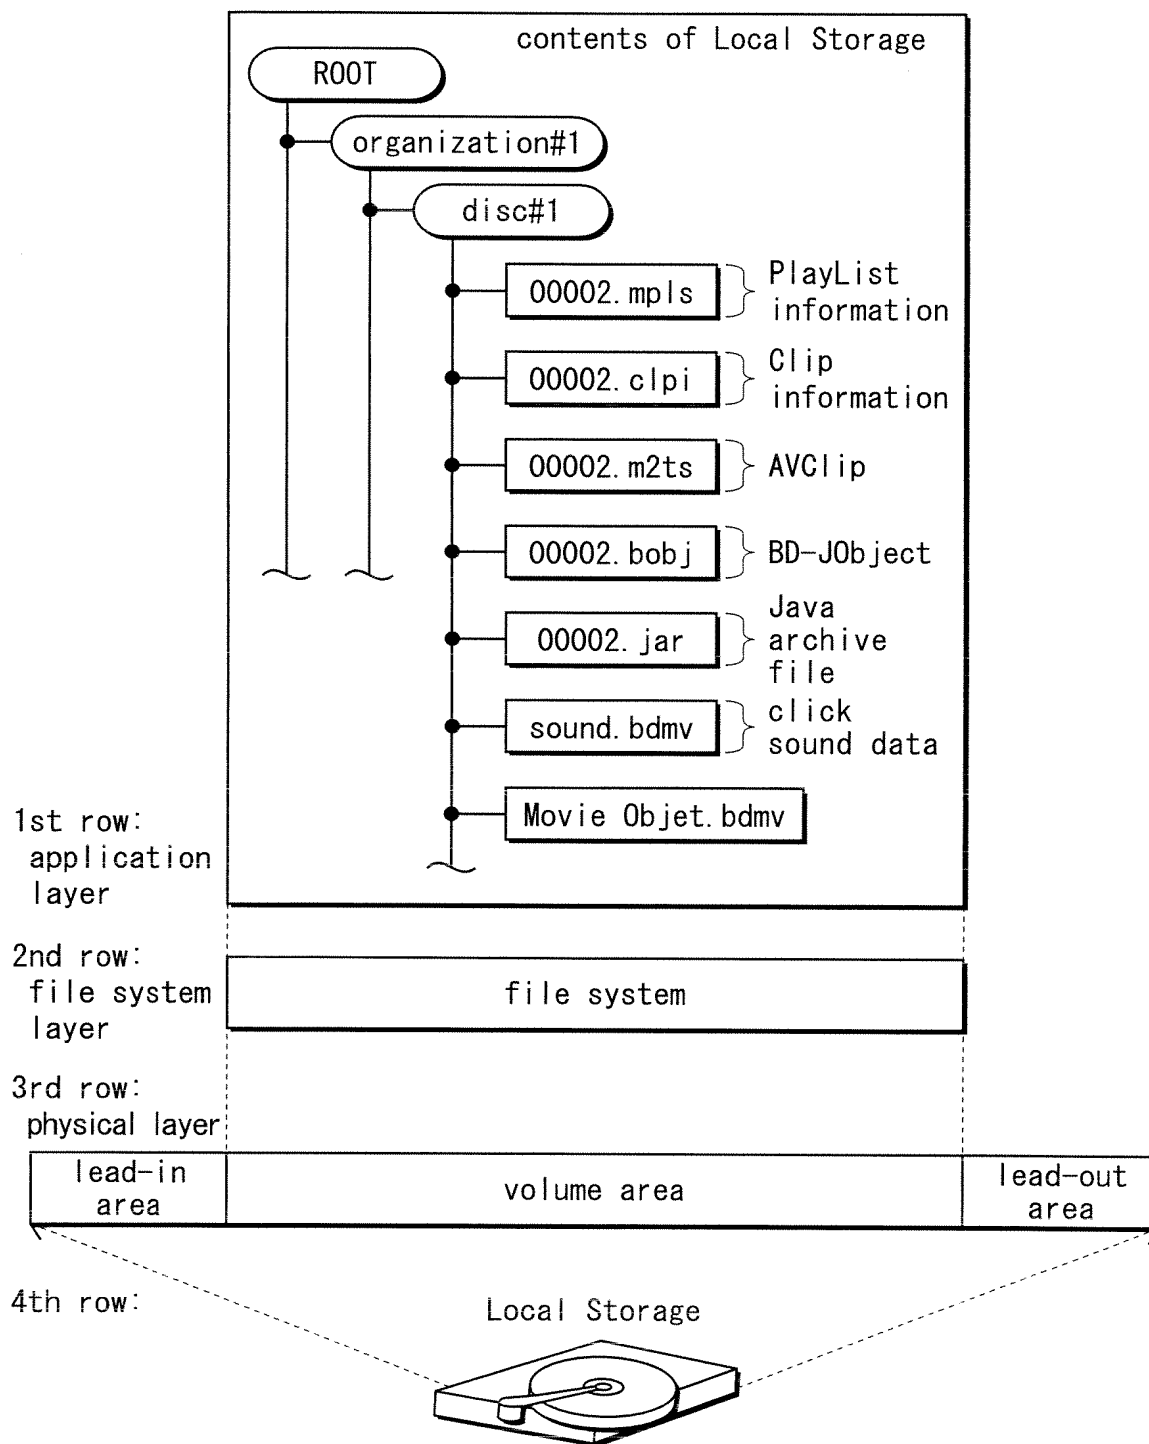 contents of Local Storage
ROOT
organization#1
disc#1
00002.mpls
PlayList
information
00002.clpi
Clip
information
00002.m2ts
AVClip
00002.bobj
BD-JObject
00002.jar
Java
archive
file
sound.bdmv
click
sound data
Movie Objet.bdmv
1st row:
application
layer
2nd row:
file system
layer
file system
3rd row:
physical layer
lead-in
area
volume area
lead-out
area
4th row:
Local Storage